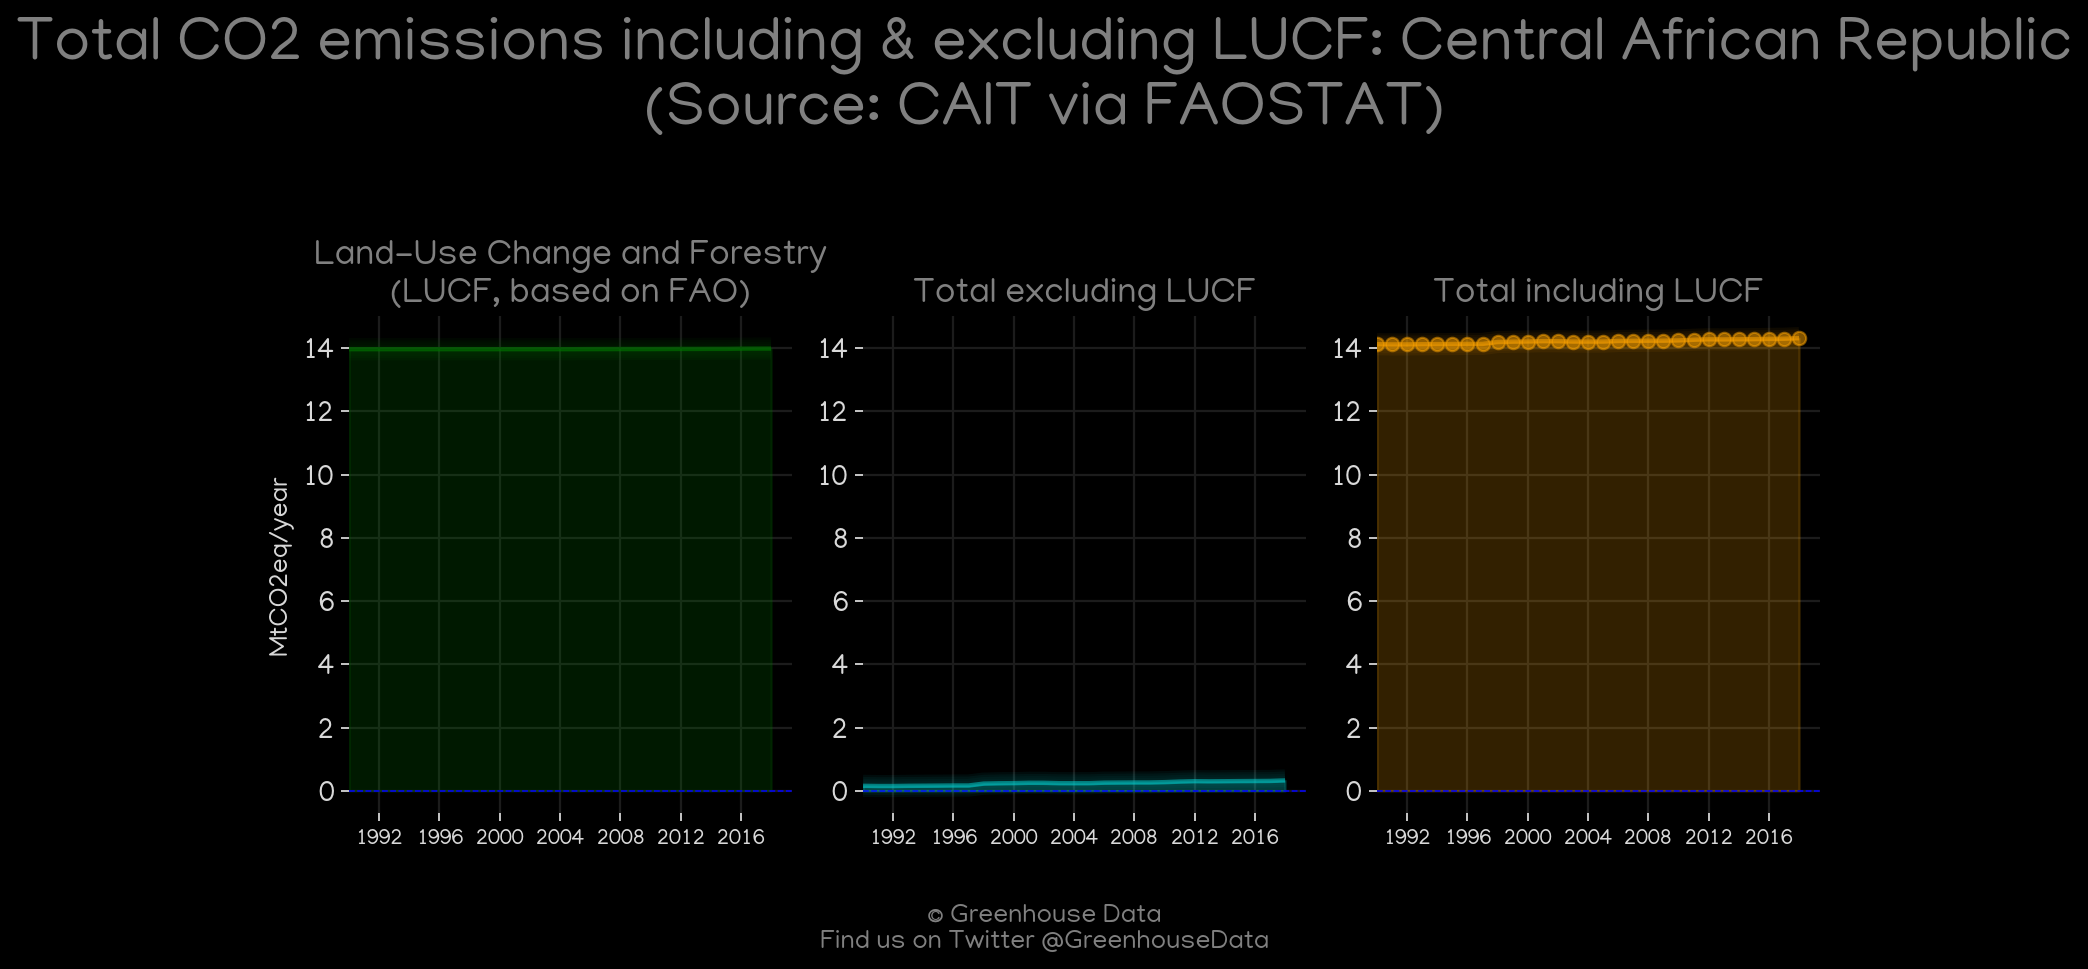 Total CO2 emissions including & excluding LUCF: Central African Republic
(Source: CAIT via FAOSTAT)
Land-Use Change and Forestry
(LUCF, based on FAO)
Total excluding LUCF
Total including LUCF
MtCO2eq/year
14
12
10
8
6
4
2
0
1992 1996 2000 2004 2008 2012 2016
14
12
10
8
6
4
2
0
1992 1996 2000 2004 2008 2012 2016
14
12
10
8
6
4
2
0
1992 1996 2000 2004 2008 2012 2016
© Greenhouse Data
Find us on Twitter @GreenhouseData